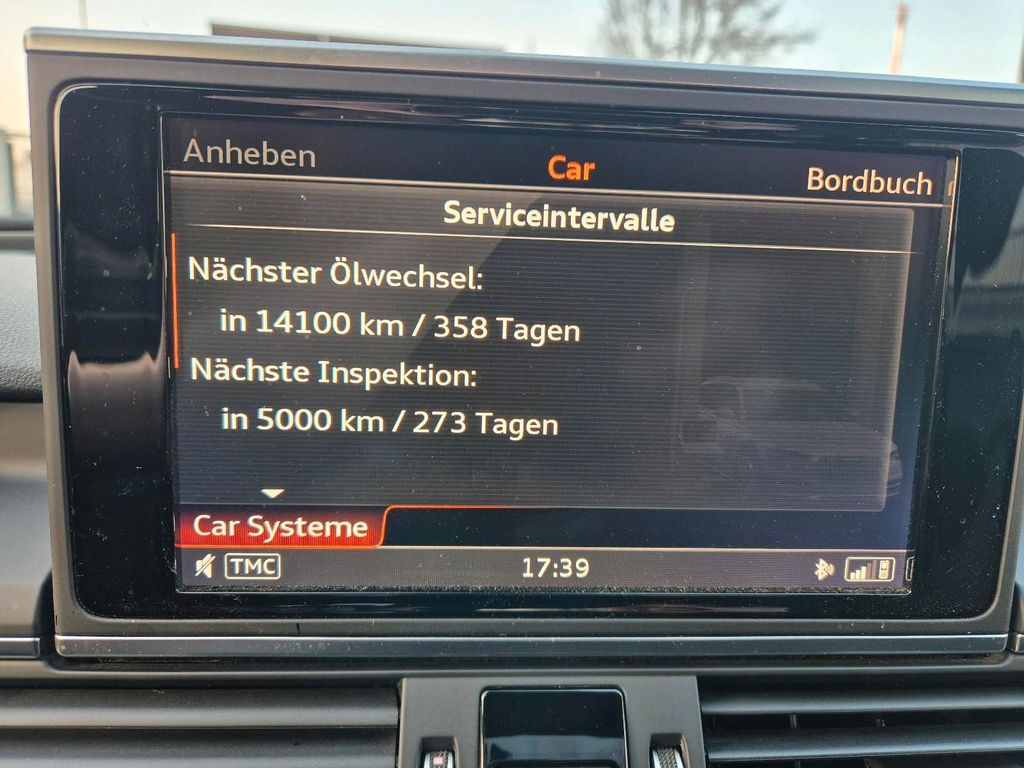 Anheben
Car
Bordbuch
Serviceintervalle
Nächster Ölwechsel:
in 14100 km / 358 Tagen
Nächste Inspektion:
in 5000 km / 273 Tagen
Car Systeme
TMC
17:39